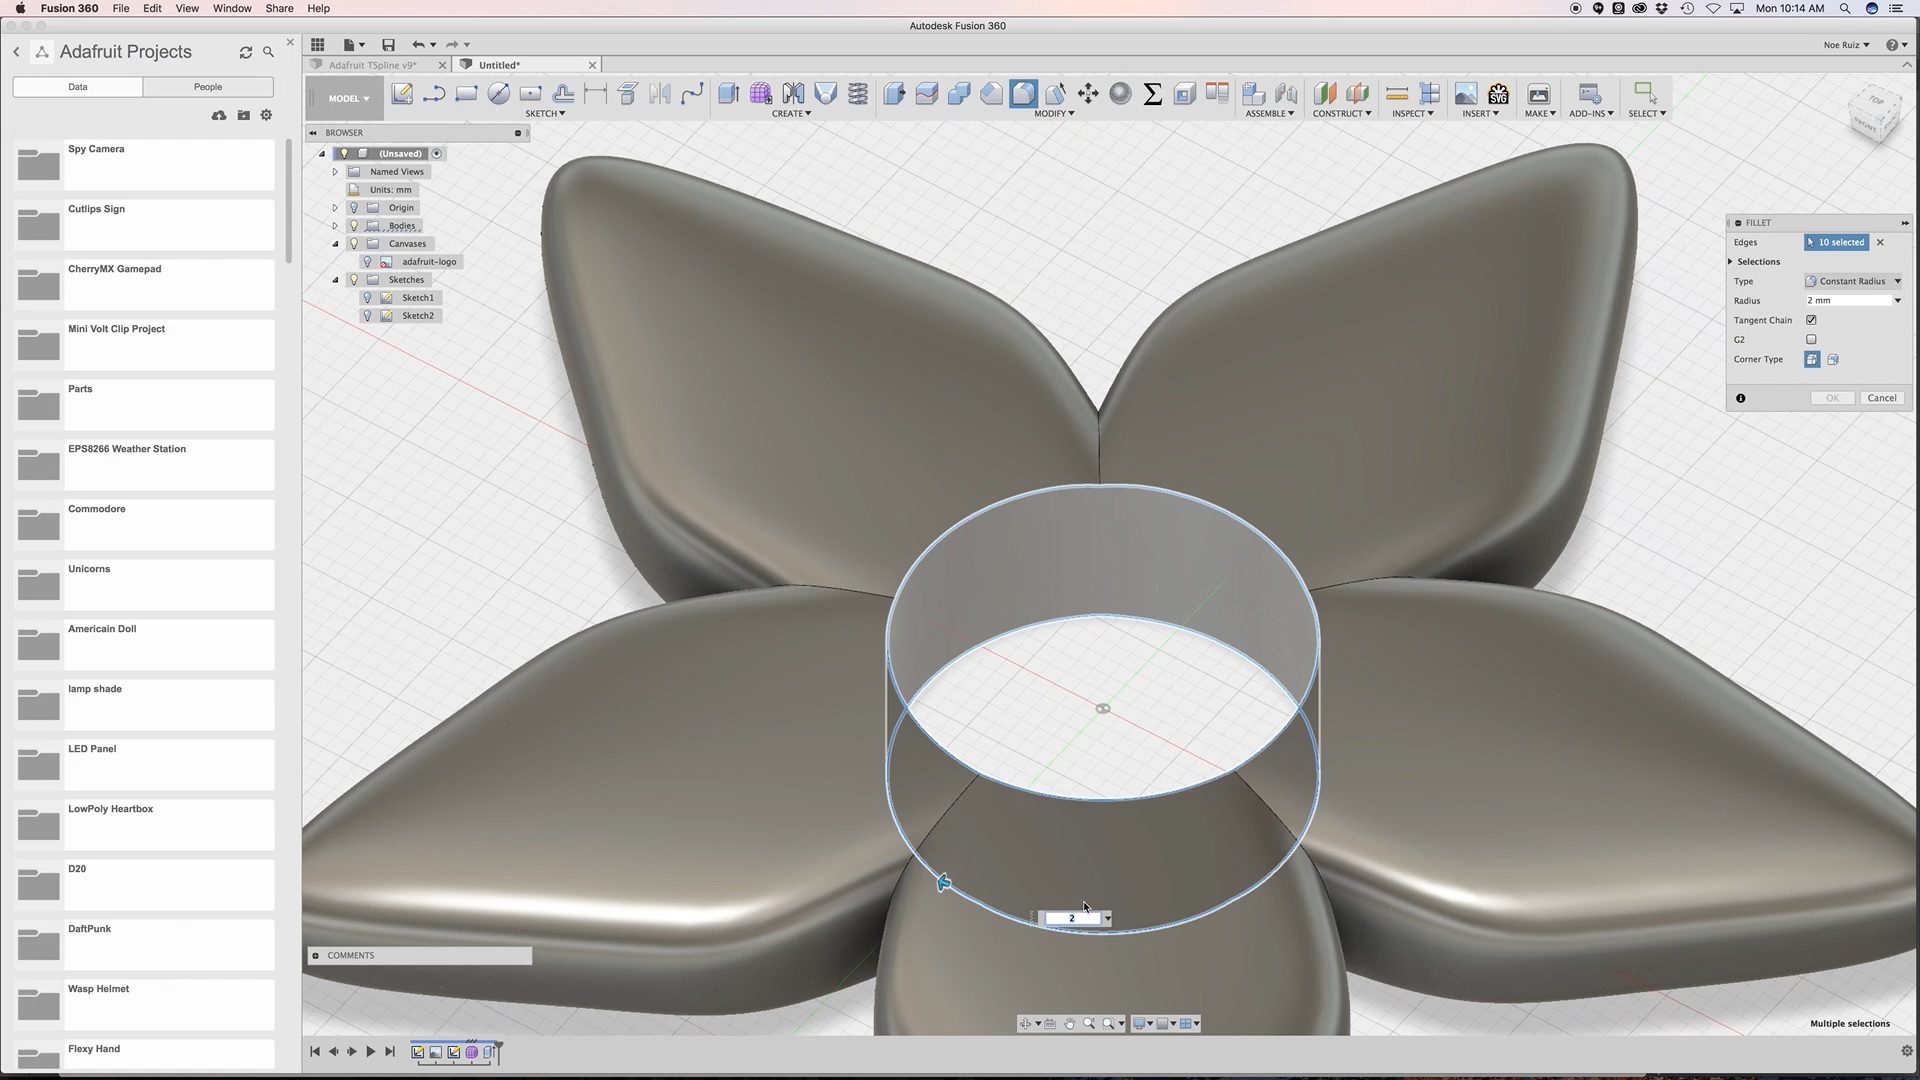 Fusion 360 File Edit View Window Share Help Mon 10:14 AM
Autodesk Fusion 360
Adafruit Projects
Noe Ruiz
Adafruit TSpline v9*
Untitled*
Data People
MODEL
SKETCH CREATE MODIFY ASSEMBLE CONSTRUCT INSPECT INSERT MAKE ADD-INS SELECT
SVG
TOP
FRONT
BROWSER
(Unsaved)
Named Views
Units: mm
Origin
Bodies
Canvases
adafruit-logo
Sketches
Sketch1
Sketch2
Spy Camera
Cutlips Sign
CherryMX Gamepad
Mini Volt Clip Project
Parts
EPS8266 Weather Station
Commodore
Unicorns
Americain Doll
lamp shade
LED Panel
LowPoly Heartbox
D20
DaftPunk
Wasp Helmet
Flexy Hand
FILLET
Edges 10 selected
Selections
Type Constant Radius
Radius 2 mm
Tangent Chain
G2
Corner Type
OK Cancel
2
COMMENTS
Multiple selections